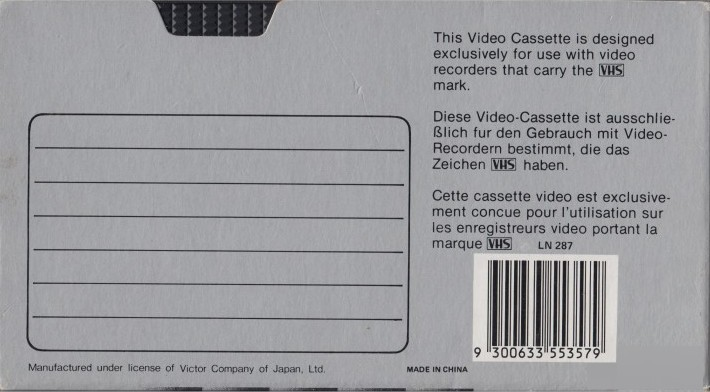 This Video Cassette is designed
exclusively for use with video
recorders that carry the VHS
mark.
Diese Video-Cassette ist ausschlie-
ßlich fur den Gebrauch mit Video-
Recordern bestimmt, die das
Zeichen VHS haben.
Cette cassette video est exclusive-
ment concue pour l'utilisation sur
les enregistreurs video portant la
marque VHS LN 287
9 300633 553579
Manufactured under license of Victor Company of Japan, Ltd.
MADE IN CHINA